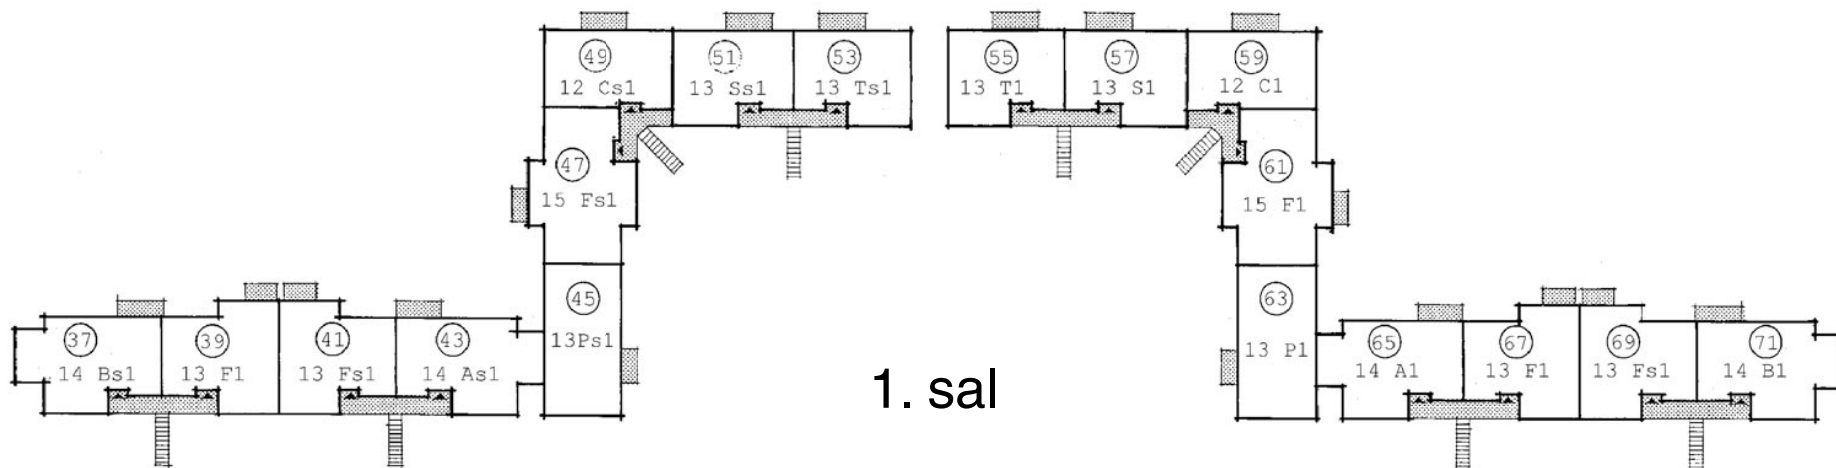 49
12 Cs1
51
13 Ss1
53
13 Ts1
55
13 T1
57
13 S1
59
12 C1
47
15 Fs1
61
15 F1
45
13Ps1
63
13 P1
37
14 Bs1
39
13 F1
41
13 Fs1
43
14 As1
65
14 A1
67
13 F1
69
13 Fs1
71
14 B1
1. sal